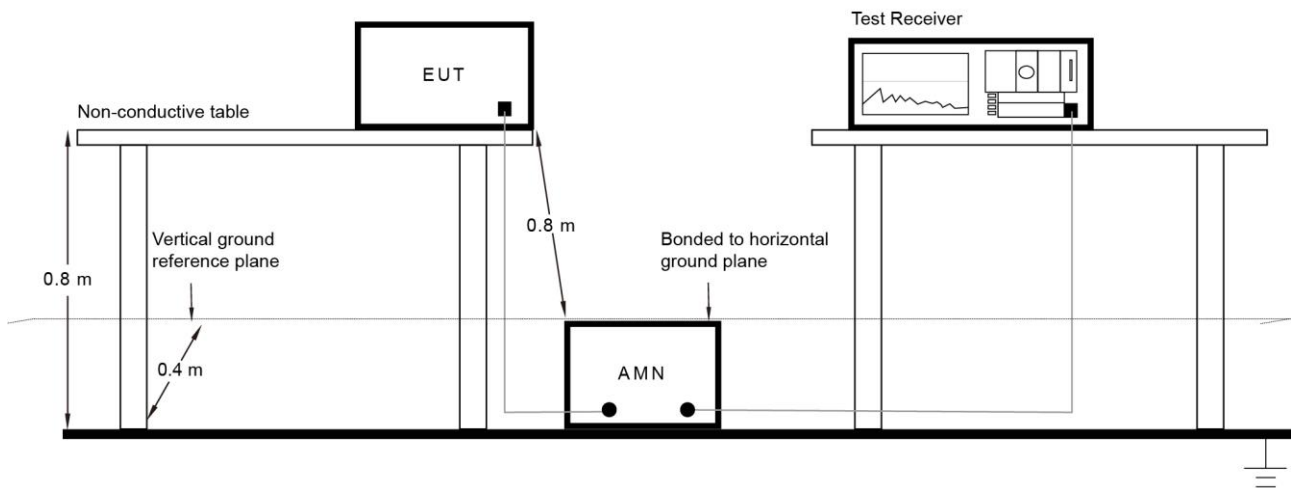 Test Receiver
EUT
Non-conductive table
0.8 m
Vertical ground
reference plane
Bonded to horizontal
ground plane
0.8 m
0.4 m
AMN